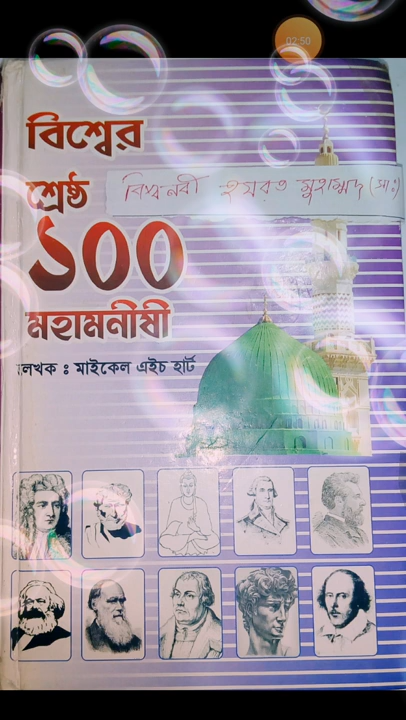 02:50
বিশ্বের
শ্রেষ্ঠ
বিশ্বনবী হযরত মুহাম্মদ (সাঃ)
১০০
মহামনীষী
লেখক : মাইকেল এইচ হার্ট